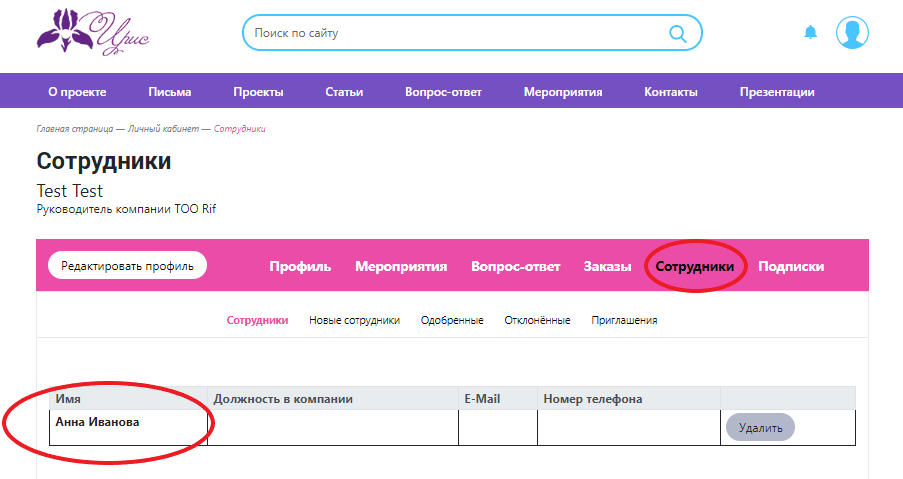 Ирис
Поиск по сайту
О проекте Письма Проекты Статьи Вопрос-ответ Мероприятия Контакты Презентации
Главная страница — Личный кабинет — Сотрудники
Сотрудники
Test Test
Руководитель компании ТОО Rif
Редактировать профиль Профиль Мероприятия Вопрос-ответ Заказы Сотрудники Подписки
Сотрудники Новые сотрудники Одобренные Отклонённые Приглашения
Имя Должность в компании E-Mail Номер телефона
Анна Иванова Удалить